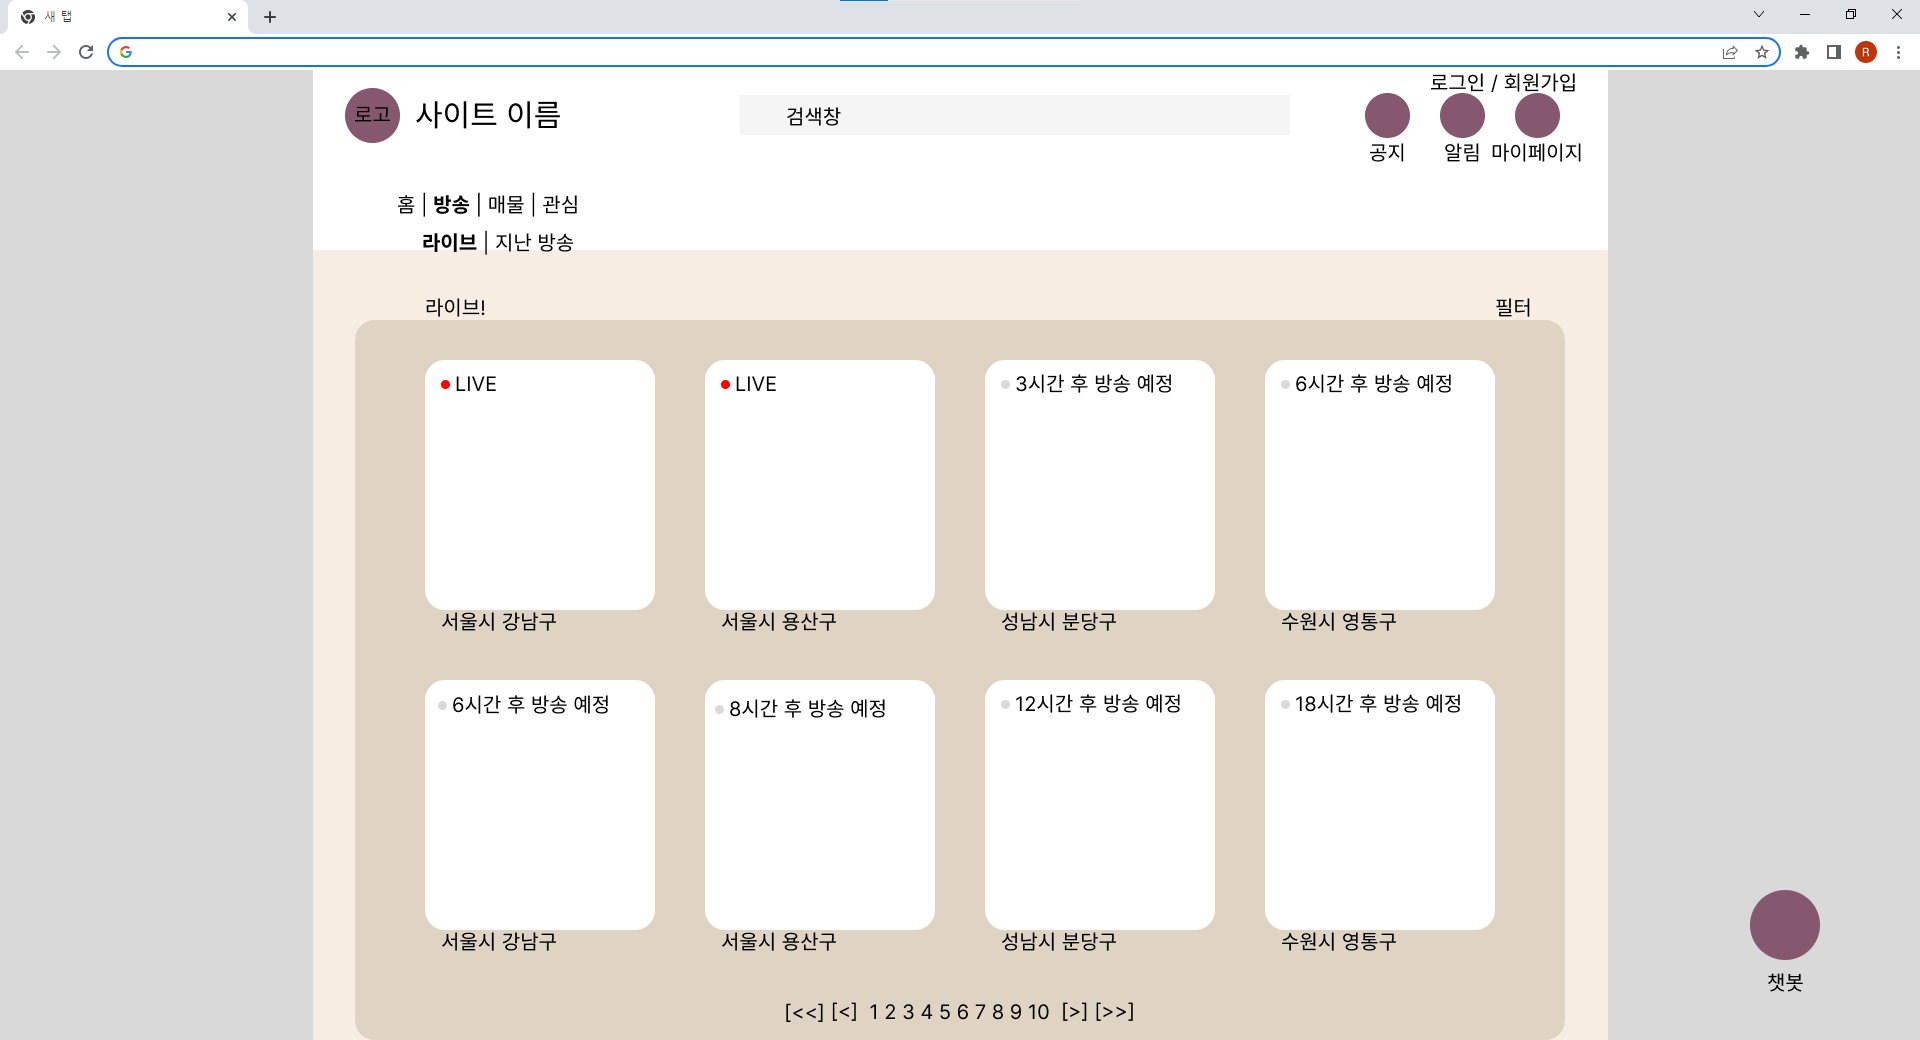 새 탭
R
로그인 / 회원가입
로고 사이트 이름
검색창
공지 알림 마이페이지
홈 | 방송 | 매물 | 관심
라이브 | 지난 방송
라이브! 필터
LIVE LIVE 3시간 후 방송 예정 6시간 후 방송 예정
서울시 강남구 서울시 용산구 성남시 분당구 수원시 영통구
6시간 후 방송 예정 8시간 후 방송 예정 12시간 후 방송 예정 18시간 후 방송 예정
서울시 강남구 서울시 용산구 성남시 분당구 수원시 영통구
챗봇
[<<] [<] 1 2 3 4 5 6 7 8 9 10 [>] [>>]